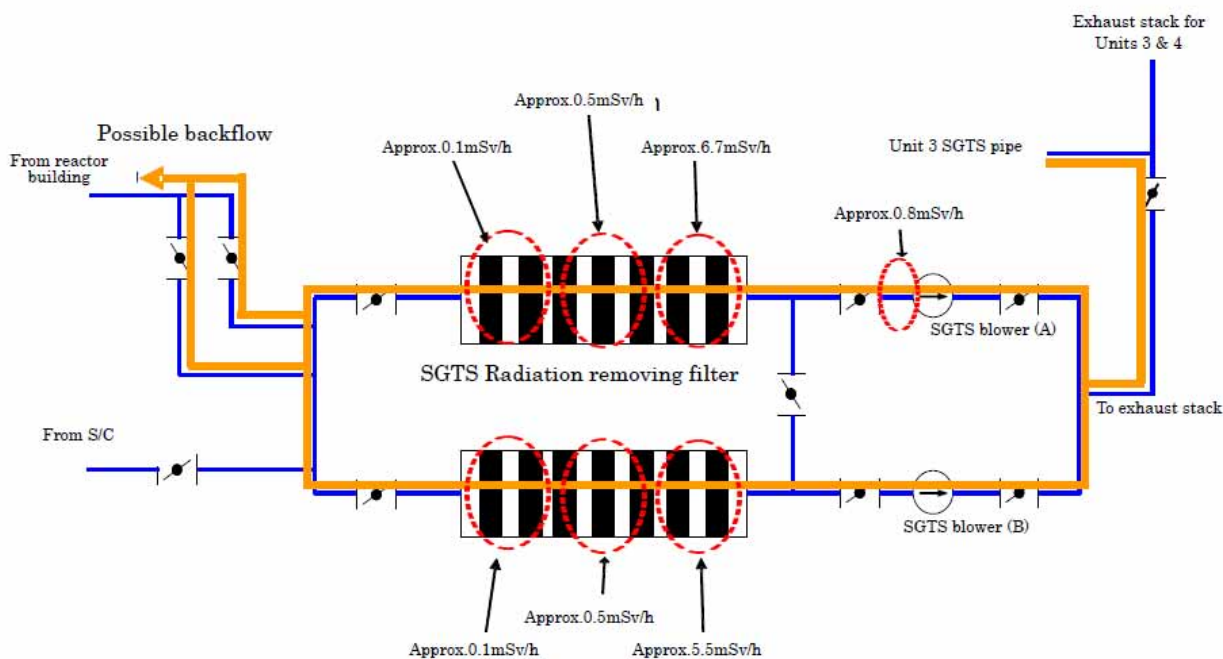 Exhaust stack for
Units 3 & 4
Approx.0.5mSv/h
Possible backflow
Approx.0.1mSv/h
Approx.6.7mSv/h
Unit 3 SGTS pipe
From reactor
building
Approx.0.8mSv/h
SGTS blower (A)
SGTS Radiation removing filter
To exhaust stack
From S/C
SGTS blower (B)
Approx.0.5mSv/h
Approx.0.1mSv/h
Approx.5.5mSv/h